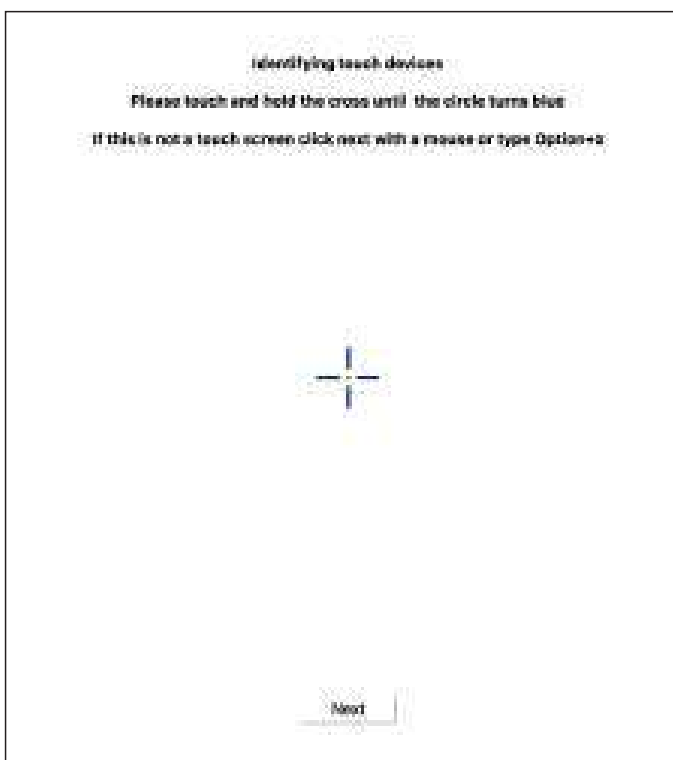 Identifying touch devices
Please touch and hold the cross until the circle turns blue
If this is not a touch screen click next with a mouse or type
Next